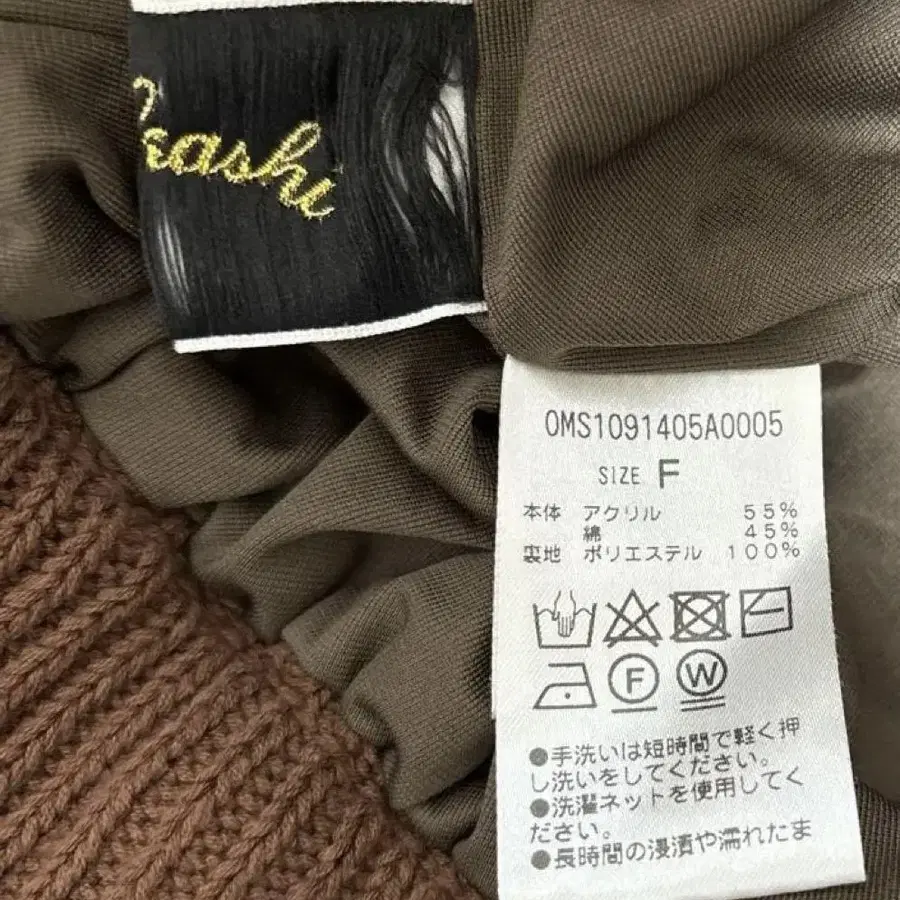 eashi
OMS1091405A0005
SIZE F
本体 アクリル 55%
綿 45%
裏地 ポリエステル 100%
F W
●手洗いは短時間で軽く押
し洗いをしてください。
●洗濯ネットを使用してく
ださい。
●長時間の浸漬や濡れたま